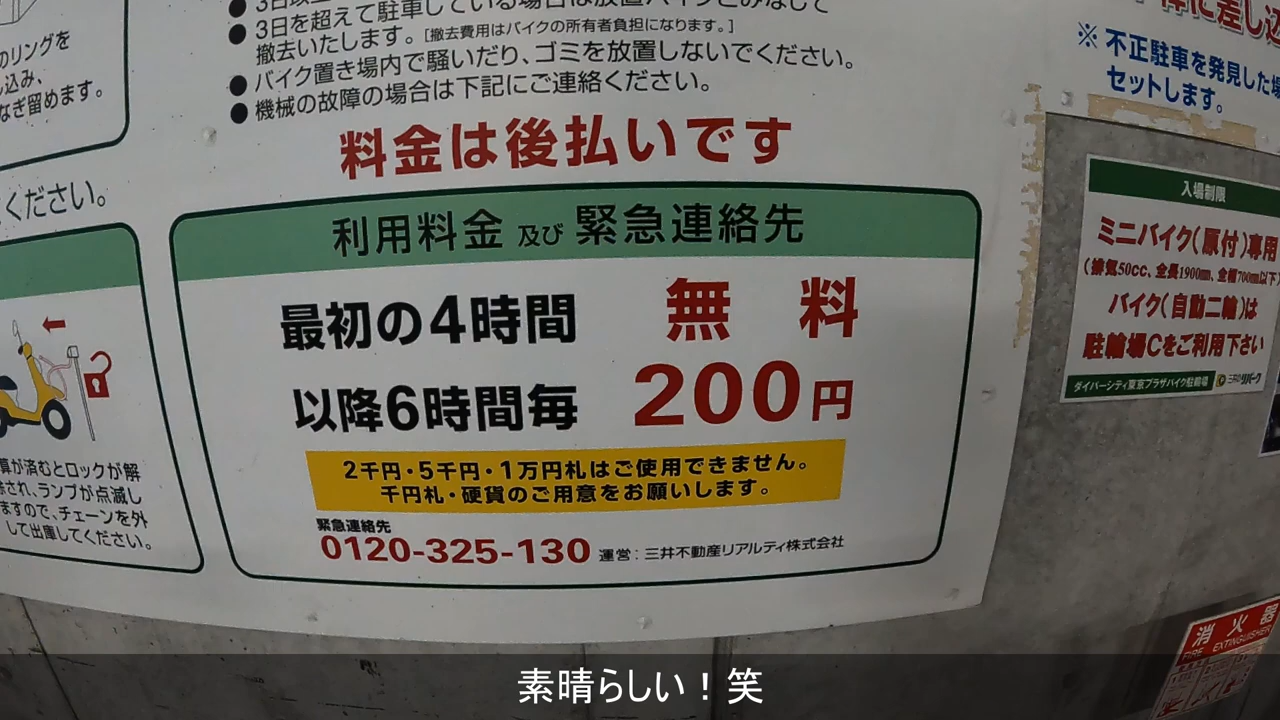 のリングを
し込み、
なぎ留めます。
ください。
算が済むとロックが解
除され、ランプが点滅し
ますので、チェーンを外
して出庫してください。
● 3日を超えて駐車している場合は放置バイクとみなして
撤去いたします。［撤去費用はバイクの所有者負担になります。］
● バイク置き場内で騒いだり、ゴミを放置しないでください。
● 機械の故障の場合は下記にご連絡ください。
料金は後払いです
利用料金 及び 緊急連絡先
最初の4時間 無料
以降6時間毎 200円
2千円・5千円・1万円札はご使用できません。
千円札・硬貨のご用意をお願いします。
緊急連絡先
0120-325-130 運営：三井不動産リアルティ株式会社
に差し込
※ 不正駐車を発見した場
セットします。
入場制限
ミニバイク(原付)専用
(排気50cc、全長1900mm、全幅700mm以下)
バイク(自動二輪)は
駐輪場Cをご利用下さい
ダイバーシティ東京プラザバイク駐輪場 三井のリパーク
消火器
FIRE EXTINGUISHER
素晴らしい！笑